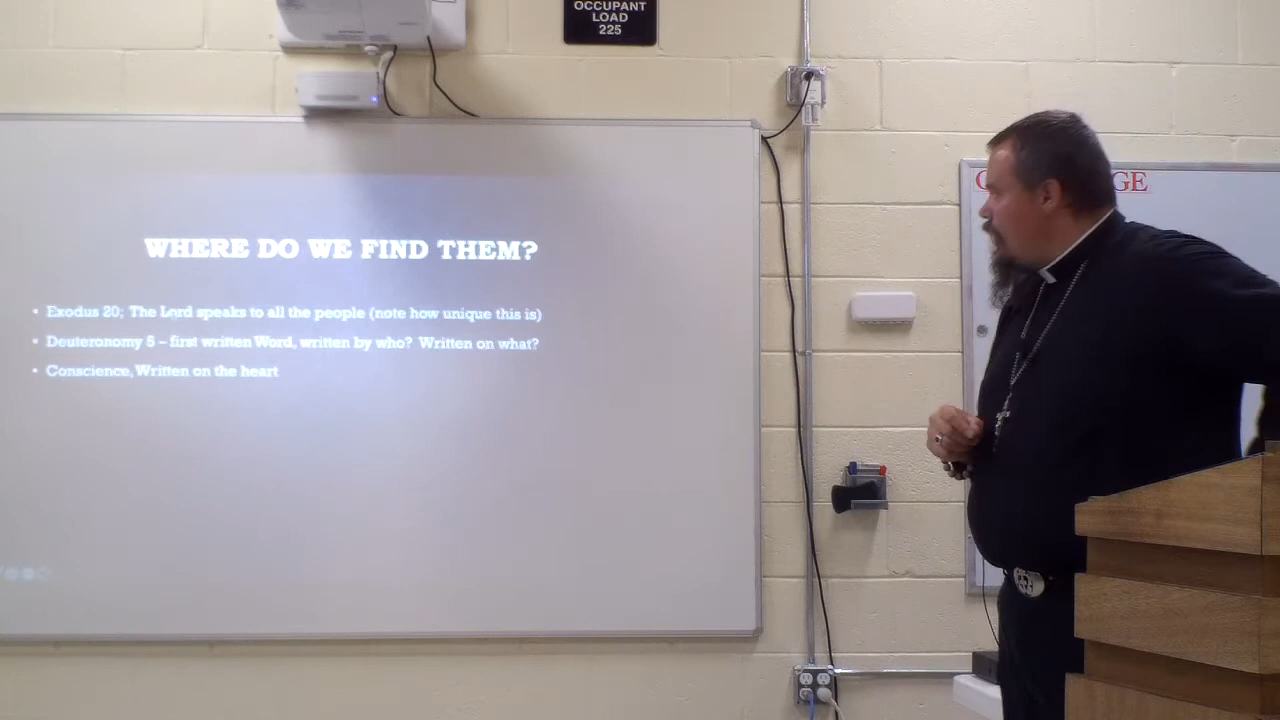 OCCUPANT
LOAD
225
WHERE DO WE FIND THEM?
• Exodus 20; The Lord speaks to all the people (note how unique this is)
• Deuteronomy 5 – first written Word, written by who? Written on what?
• Conscience, Written on the heart